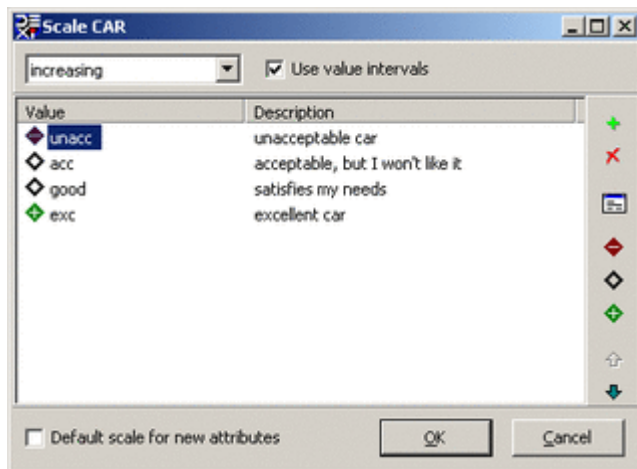 Scale CAR
increasing Use value intervals
Value Description
unacc unacceptable car
acc acceptable, but I won't like it
good satisfies my needs
exc excellent car
Default scale for new attributes OK Cancel